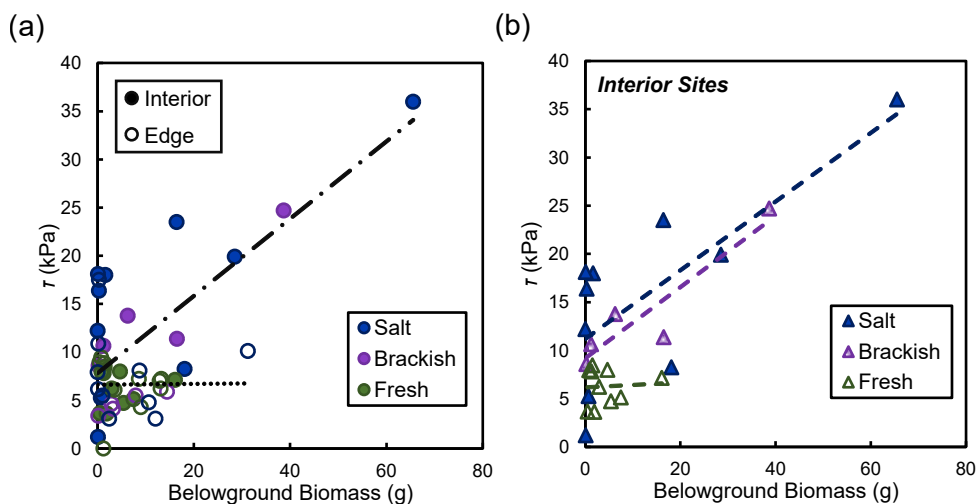 (a)
(b)
40
35
30
25
20
15
10
5
0
τ (kPa)
Interior
Edge
Salt
Brackish
Fresh
0
20
40
60
80
Belowground Biomass (g)
40
35
30
25
20
15
10
5
0
τ (kPa)
Interior Sites
Salt
Brackish
Fresh
0
20
40
60
80
Belowground Biomass (g)